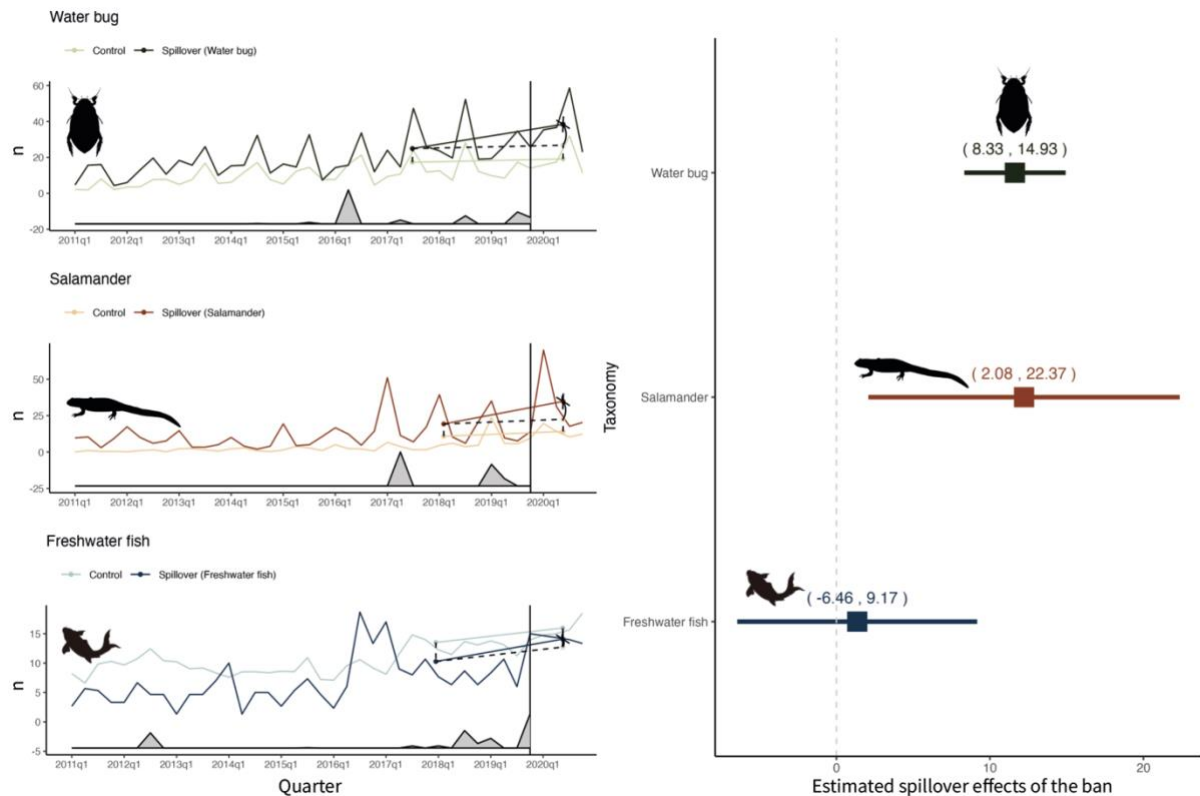 Water bug
Control Spillover (Water bug)
60
40
20
0
-20
n
2011q1 2012q1 2013q1 2014q1 2015q1 2016q1 2017q1 2018q1 2019q1 2020q1
Salamander
Control Spillover (Salamander)
50
25
0
-25
n
2011q1 2012q1 2013q1 2014q1 2015q1 2016q1 2017q1 2018q1 2019q1 2020q1
Freshwater fish
Control Spillover (Freshwater fish)
15
10
5
0
-5
n
2011q1 2012q1 2013q1 2014q1 2015q1 2016q1 2017q1 2018q1 2019q1 2020q1
Quarter
Taxonomy
( 8.33 , 14.93 )
Water bug
( 2.08 , 22.37 )
Salamander
( -6.46 , 9.17 )
Freshwater fish
0 10 20
Estimated spillover effects of the ban